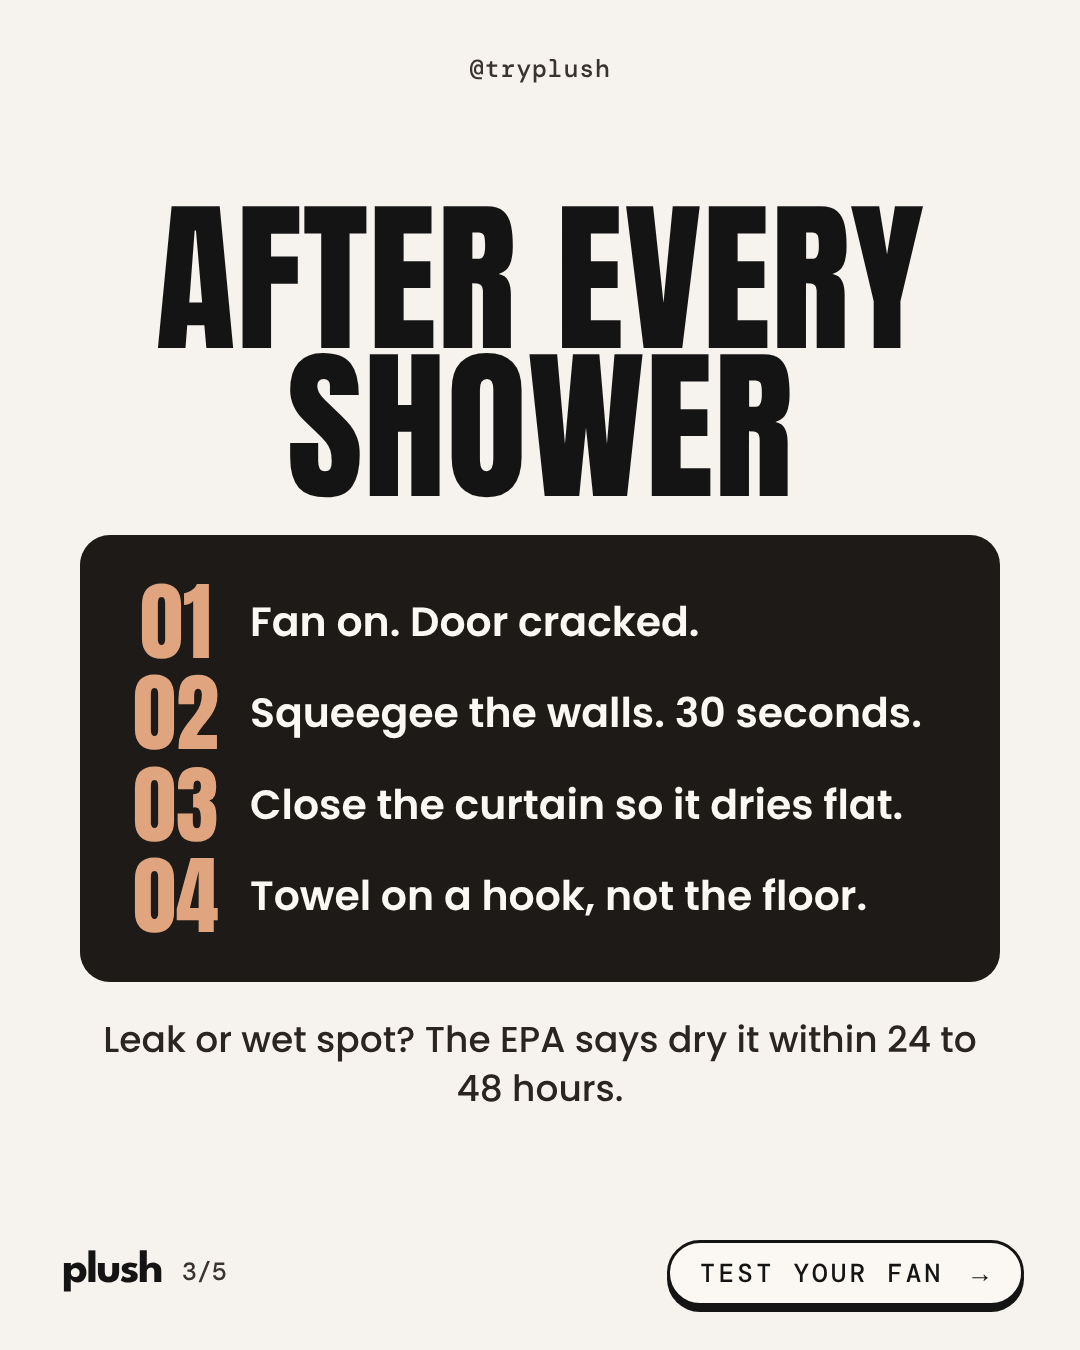 @tryplush
AFTER EVERY
SHOWER
01 Fan on. Door cracked.
02 Squeegee the walls. 30 seconds.
03 Close the curtain so it dries flat.
04 Towel on a hook, not the floor.
Leak or wet spot? The EPA says dry it within 24 to
48 hours.
plush 3/5
TEST YOUR FAN →